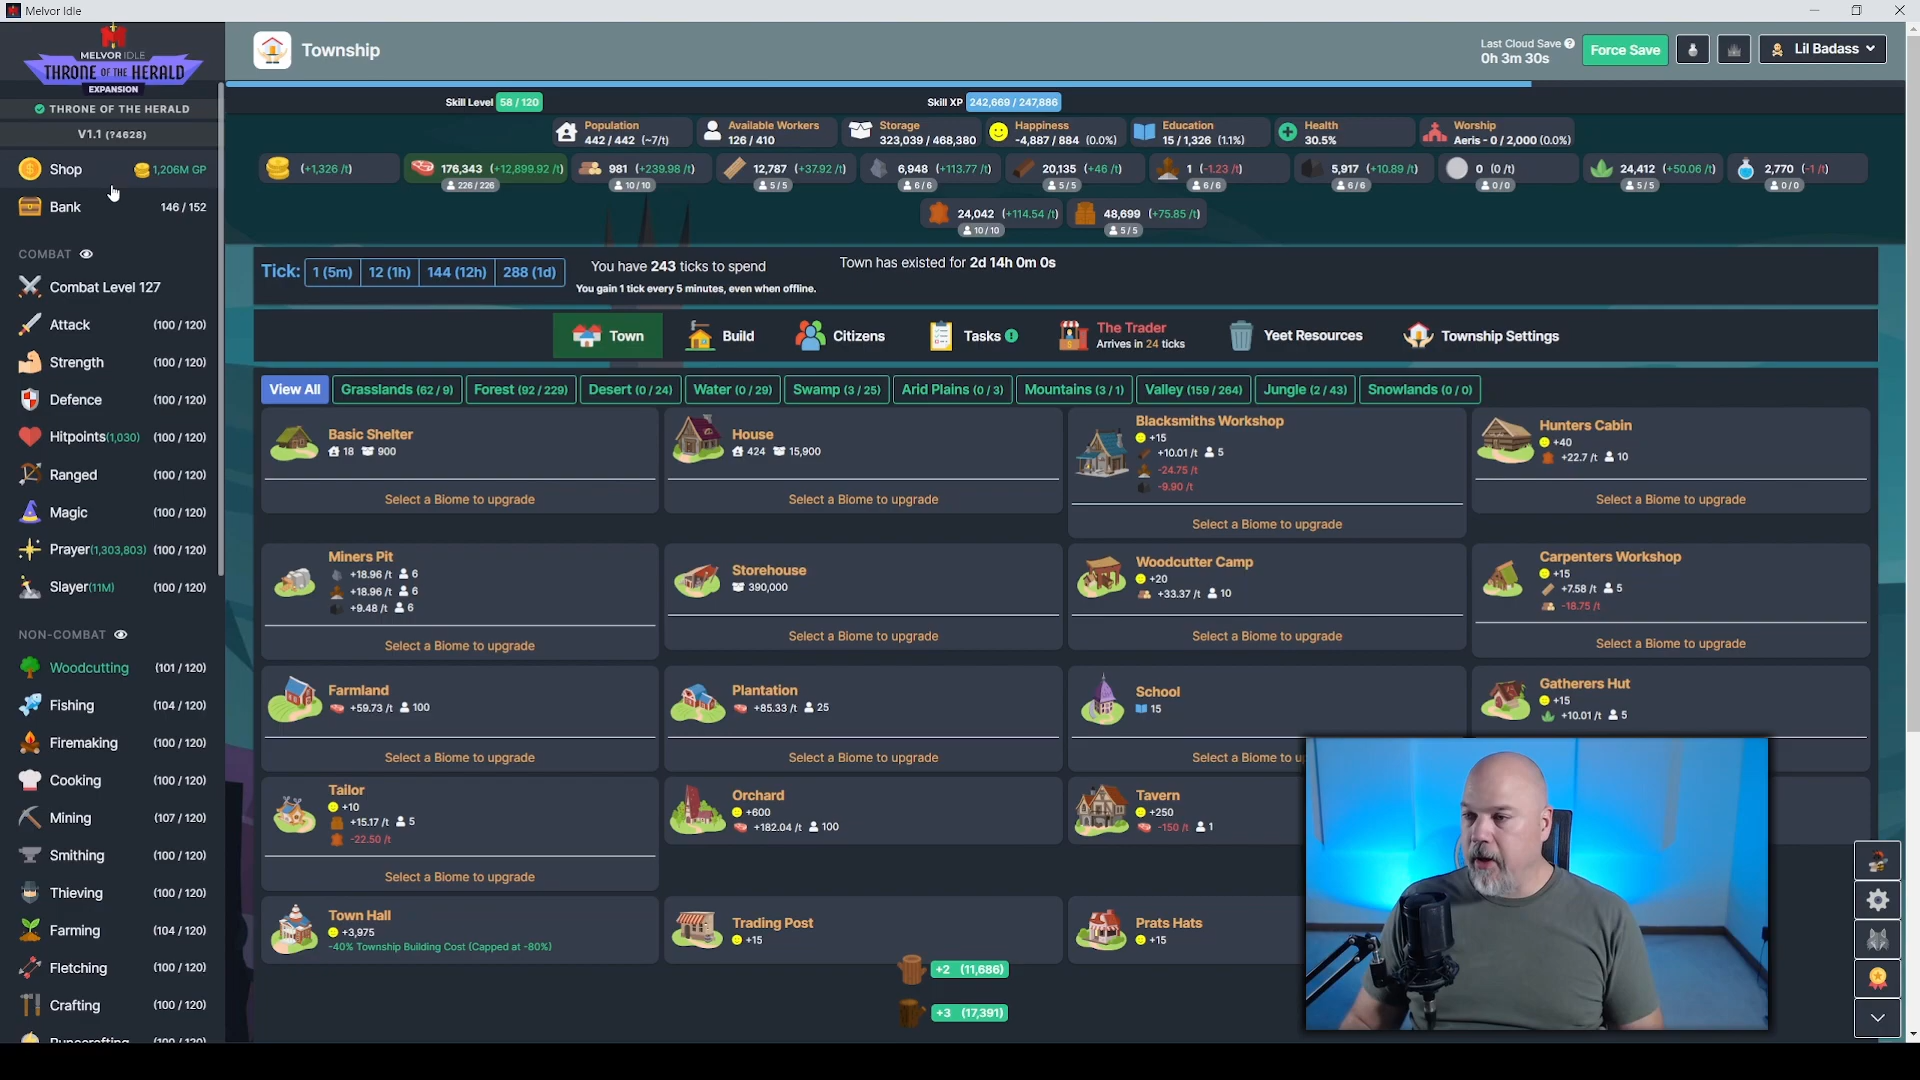 Melvor Idle
MELVOR IDLE
THRONE OF THE HERALD
EXPANSION
THRONE OF THE HERALD
V1.1 (?4628)
Shop 1,206M GP
Bank 146 / 152
COMBAT
Combat Level 127
Attack (100 / 120)
Strength (100 / 120)
Defence (100 / 120)
Hitpoints(1,030) (100 / 120)
Ranged (100 / 120)
Magic (100 / 120)
Prayer(1,303,803) (100 / 120)
Slayer(11M) (100 / 120)
NON-COMBAT
Woodcutting (101 / 120)
Fishing (104 / 120)
Firemaking (100 / 120)
Cooking (100 / 120)
Mining (107 / 120)
Smithing (100 / 120)
Thieving (100 / 120)
Farming (104 / 120)
Fletching (100 / 120)
Crafting (100 / 120)
Township
Last Cloud Save
0h 3m 30s
Force Save
Lil Badass
Skill Level 58 / 120
Skill XP 242,669 / 247,886
Population
442 / 442 (~7/t)
Available Workers
126 / 410
Storage
323,039 / 468,380
Happiness
-4,887 / 884 (0.0%)
Education
15 / 1,326 (1.1%)
Health
30.5%
Worship
Aeris - 0 / 2,000 (0.0%)
(+1,326 /t)
176,343 (+12,899.92 /t)
226 / 226
981 (+239.98 /t)
10 / 10
12,787 (+37.92 /t)
5 / 5
6,948 (+113.77 /t)
6 / 6
20,135 (+46 /t)
5 / 5
1 (-1.23 /t)
6 / 6
5,917 (+10.89 /t)
6 / 6
0 (0 /t)
0 / 0
24,412 (+50.06 /t)
5 / 5
2,770 (-1 /t)
0 / 0
24,042 (+114.54 /t)
10 / 10
48,699 (+75.85 /t)
5 / 5
Tick: 1 (5m) 12 (1h) 144 (12h) 288 (1d)
You have 243 ticks to spend
You gain 1 tick every 5 minutes, even when offline.
Town has existed for 2d 14h 0m 0s
Town
Build
Citizens
Tasks
The Trader
Arrives in 24 ticks
Yeet Resources
Township Settings
View All
Grasslands (62 / 9)
Forest (92 / 229)
Desert (0 / 24)
Water (0 / 29)
Swamp (3 / 25)
Arid Plains (0 / 3)
Mountains (3 / 1)
Valley (159 / 264)
Jungle (2 / 43)
Snowlands (0 / 0)
Basic Shelter
18 900
Select a Biome to upgrade
House
424 15,900
Select a Biome to upgrade
Blacksmiths Workshop
+15
+10.01 /t 5
-24.75 /t
-9.90 /t
Select a Biome to upgrade
Hunters Cabin
+40
+22.7 /t 10
Select a Biome to upgrade
Miners Pit
+18.96 /t 6
+18.96 /t 6
+9.48 /t 6
Select a Biome to upgrade
Storehouse
390,000
Select a Biome to upgrade
Woodcutter Camp
+20
+33.37 /t 10
Select a Biome to upgrade
Carpenters Workshop
+15
+7.58 /t 5
-18.75 /t
Select a Biome to upgrade
Farmland
+59.73 /t 100
Select a Biome to upgrade
Plantation
+85.33 /t 25
Select a Biome to upgrade
School
15
Select a Biome to u
Gatherers Hut
+15
+10.01 /t 5
Tailor
+10
+15.17 /t 5
-22.50 /t
Select a Biome to upgrade
Orchard
+600
+182.04 /t 100
Tavern
+250
-150 /t 1
Town Hall
+3,975
-40% Township Building Cost (Capped at -80%)
Trading Post
+15
Prats Hats
+15
+2 (11,686)
+3 (17,391)